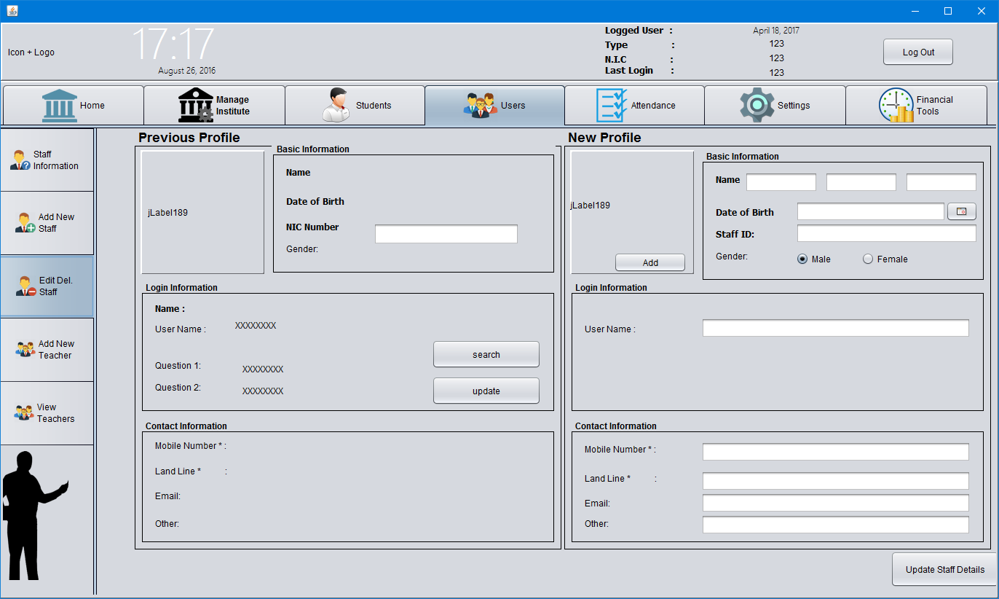 17:17
Icon + Logo
August 26, 2016
Logged User :
April 18, 2017
Type :
123
N.I.C :
123
Last Login :
123
Log Out
Home
Manage
Institute
Students
Users
Attendance
Settings
Financial
Tools
Staff
Information
Add New
Staff
Edit Del.
Staff
Add New
Teacher
View
Teachers
Previous Profile
jLabel189
Basic Information
Name
Date of Birth
NIC Number
Gender:
Login Information
Name :
User Name :
XXXXXXXX
Question 1:
XXXXXXXX
Question 2:
XXXXXXXX
search
update
Contact Information
Mobile Number * :
Land Line * :
Email:
Other:
New Profile
jLabel189
Add
Basic Information
Name
Date of Birth
Staff ID:
Gender:
Male
Female
Login Information
User Name :
Contact Information
Mobile Number * :
Land Line * :
Email:
Other:
Update Staff Details